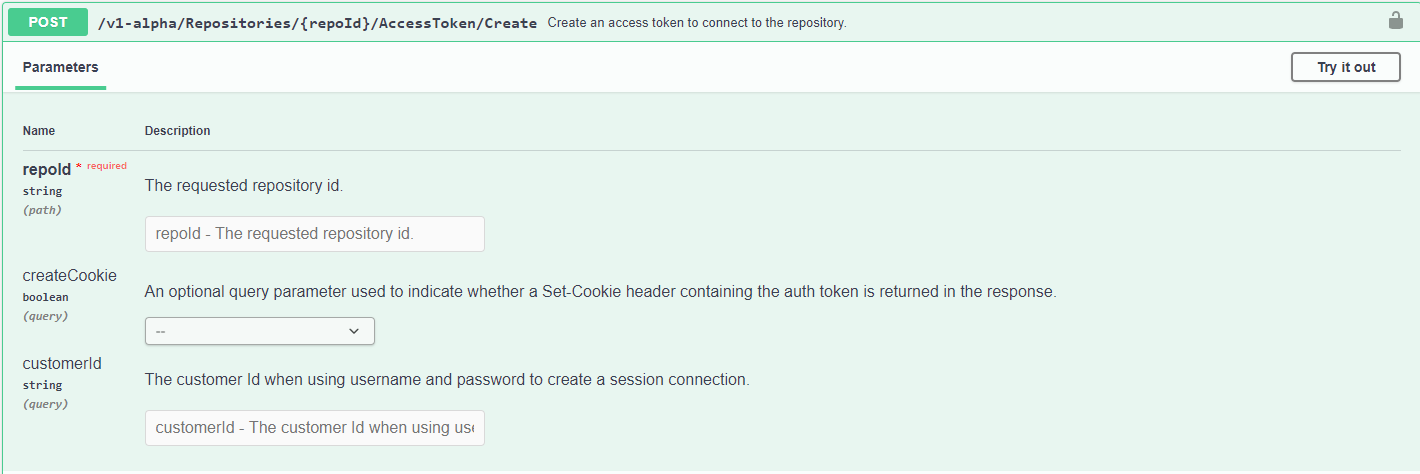 POST /v1-alpha/Repositories/{repoId}/AccessToken/Create Create an access token to connect to the repository.
Parameters Try it out
Name Description
repoId * required
string
(path)
The requested repository id.
repoId - The requested repository id.
createCookie
boolean
(query)
An optional query parameter used to indicate whether a Set-Cookie header containing the auth token is returned in the response.
--
customerId
string
(query)
The customer Id when using username and password to create a session connection.
customerId - The customer Id when using use